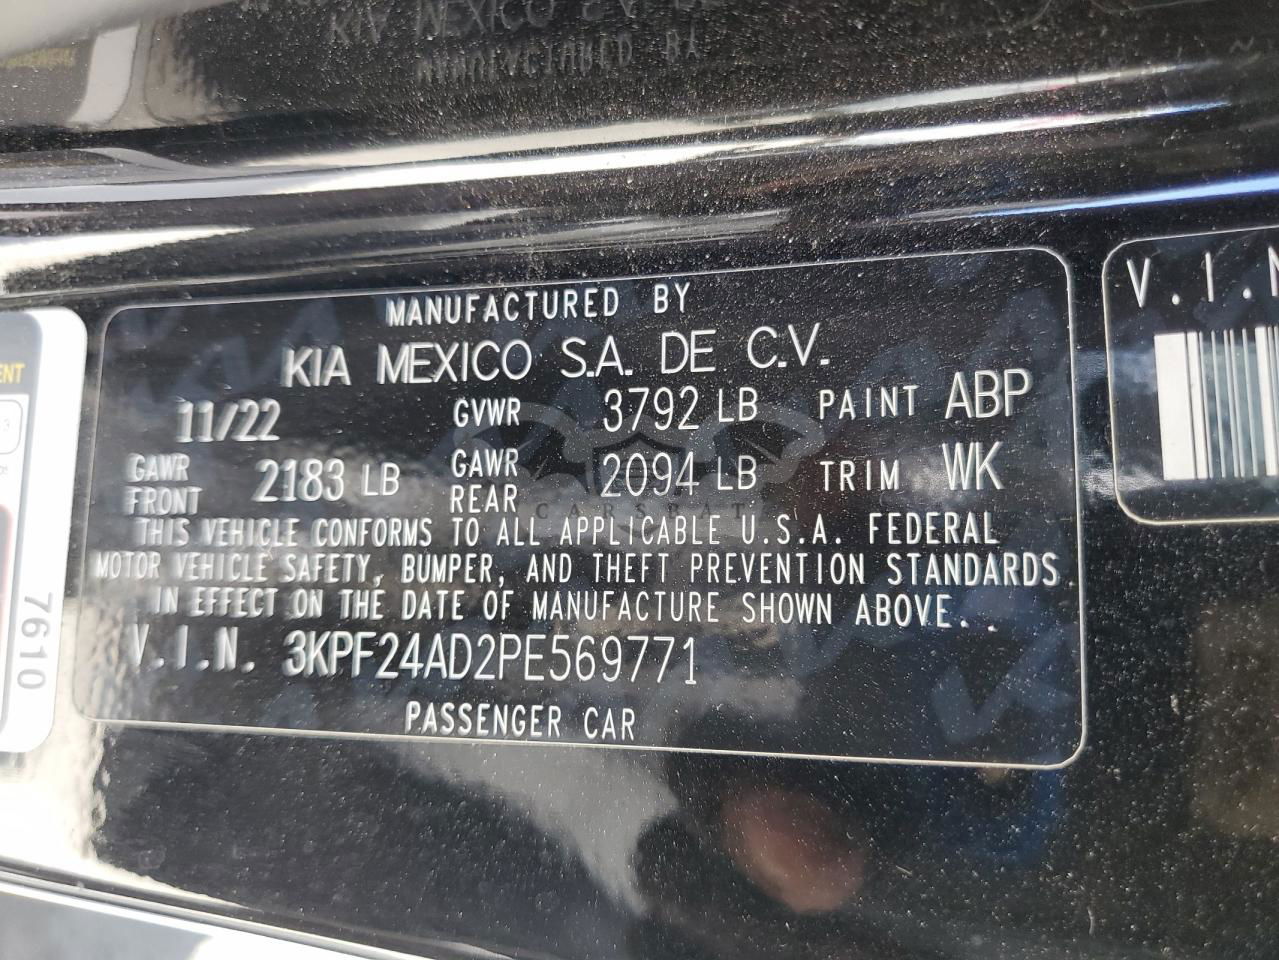 MANUFACTURED BY
KIA MEXICO S.A. DE C.V.
11/22 GVWR 3792 LB PAINT ABP
GAWR FRONT 2183 LB GAWR REAR 2094 LB TRIM WK
THIS VEHICLE CONFORMS TO ALL APPLICABLE U.S.A. FEDERAL
MOTOR VEHICLE SAFETY, BUMPER, AND THEFT PREVENTION STANDARDS
IN EFFECT ON THE DATE OF MANUFACTURE SHOWN ABOVE. .
V.I.N. 3KPF24AD2PE569771
PASSENGER CAR
V.I.N
7610
CARSBAT